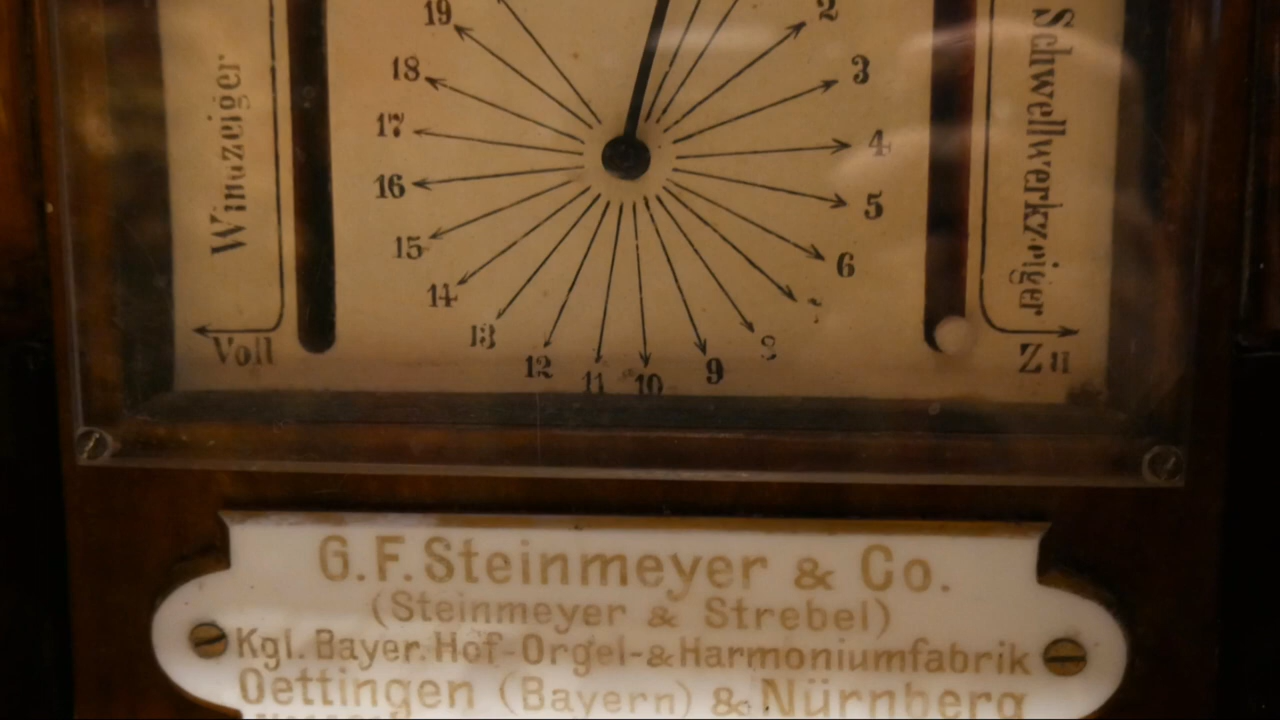 19
2
18
3
17
4
16
5
15
6
14
13
12
9
11
10
Windzeiger
Voll
Schwellwerkzeiger
Zu
G.F. Steinmeyer & Co.
(Steinmeyer & Strebel)
Kgl. Bayer. Hof-Orgel-&Harmoniumfabrik
Oettingen (Bayern) & Nürnberg